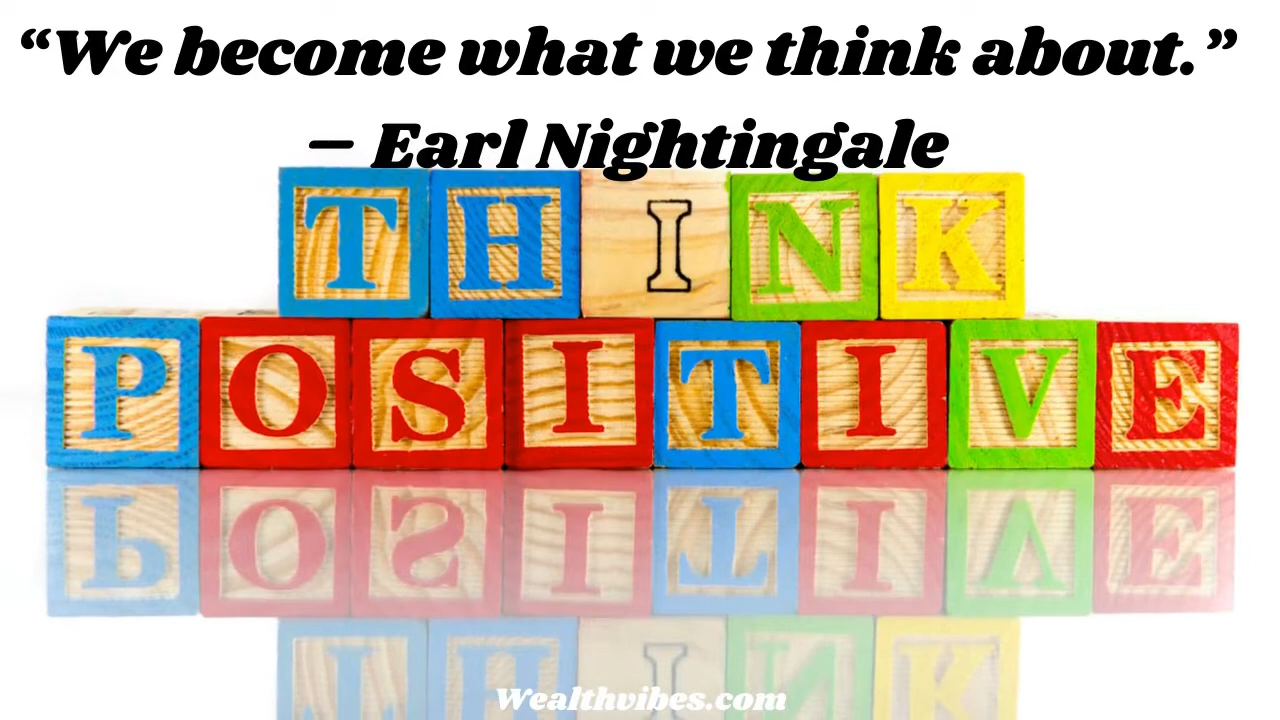 “We become what we think about.”
– Earl Nightingale
THINK
POSITIVE
Wealthvibes.com